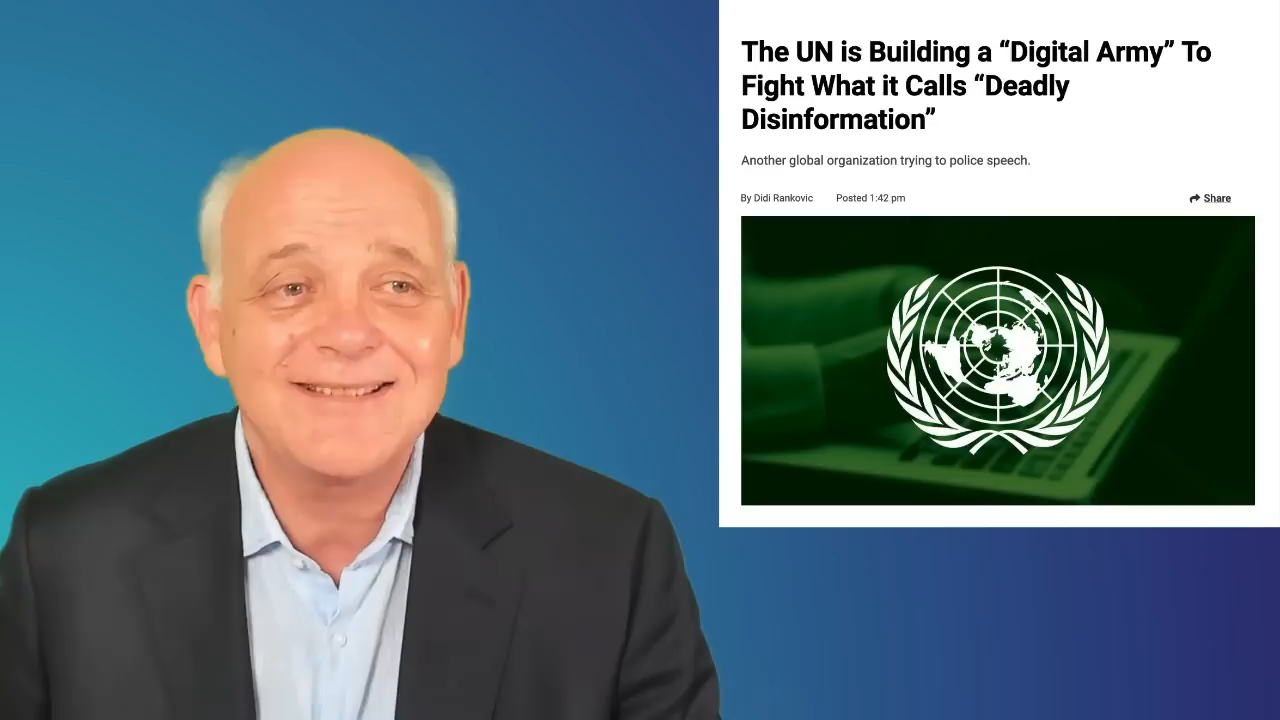 The UN is Building a “Digital Army” To
Fight What it Calls “Deadly
Disinformation”
Another global organization trying to police speech.
By Didi Rankovic Posted 1:42 pm Share